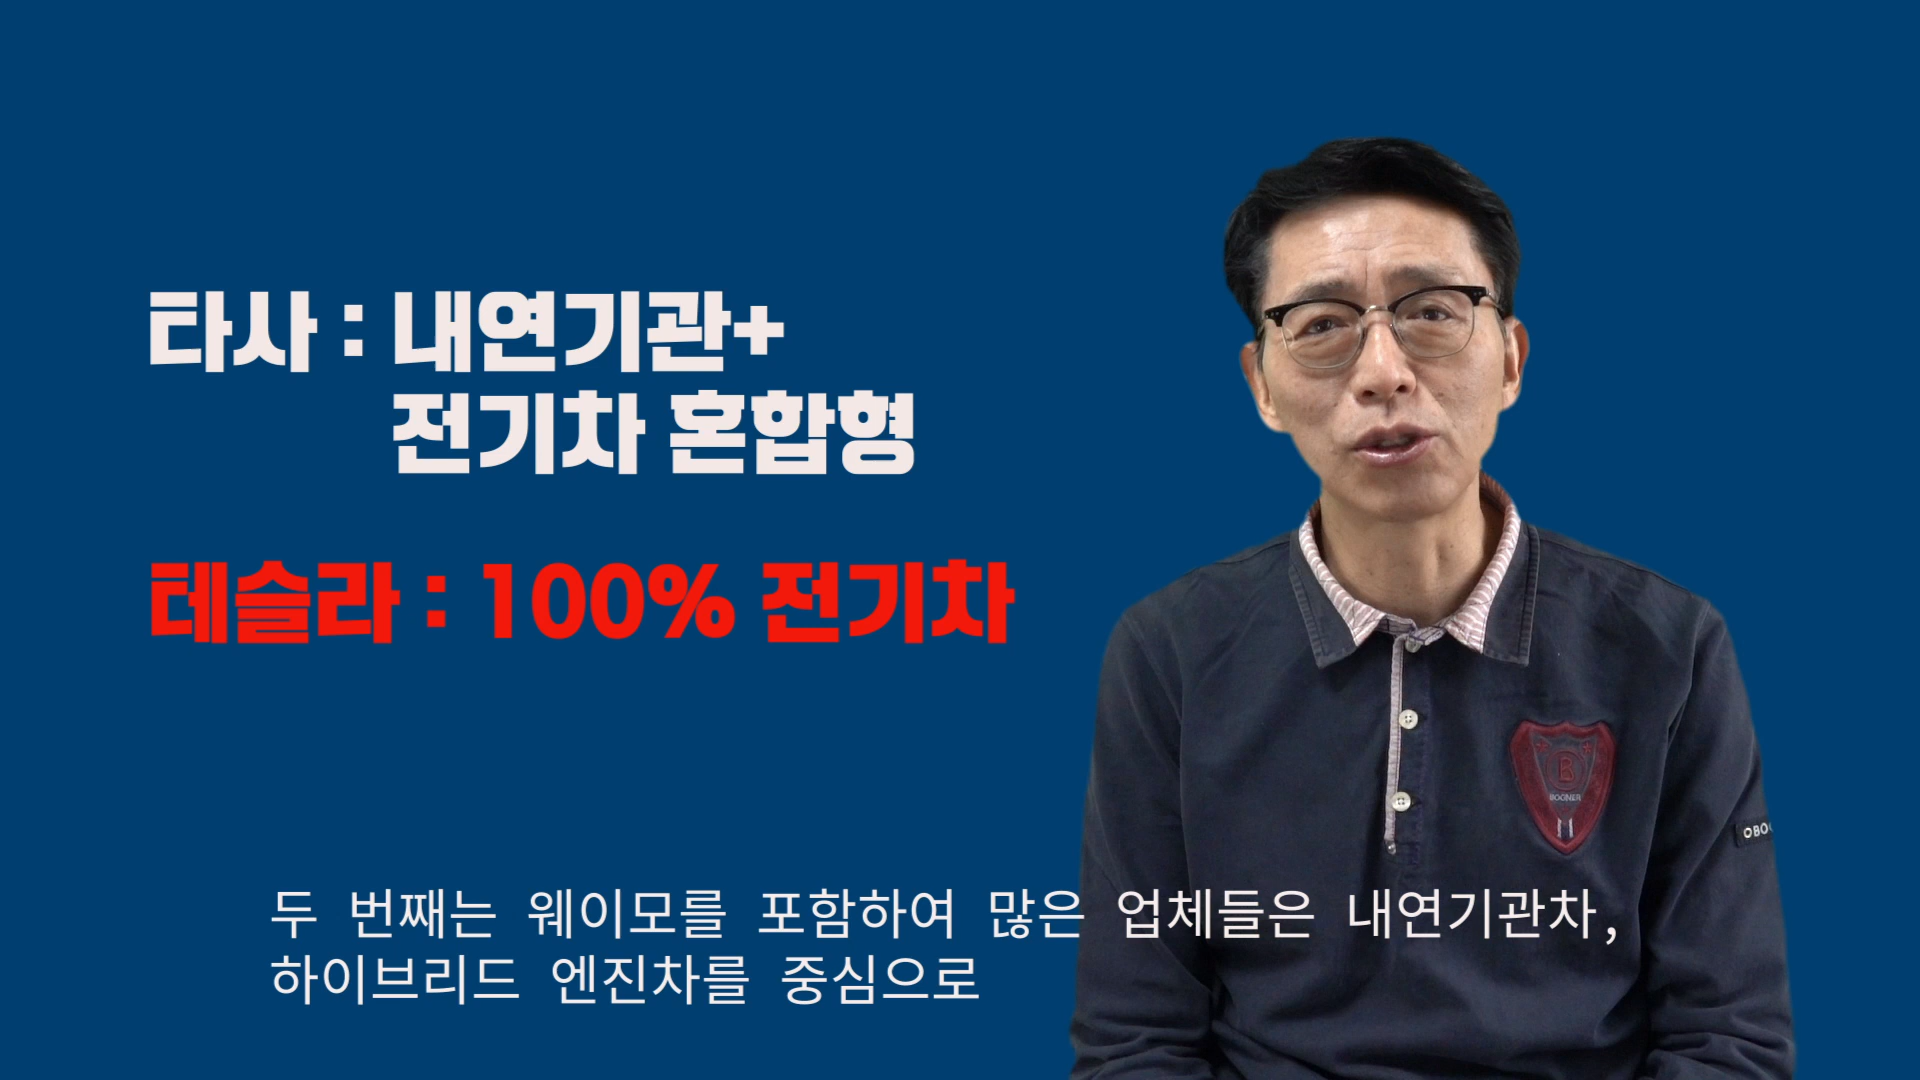 타사 : 내연기관+
전기차 혼합형
테슬라 : 100% 전기차
B
두 번째는 웨이모를 포함하여 많은 업체들은 내연기관차,
하이브리드 엔진차를 중심으로